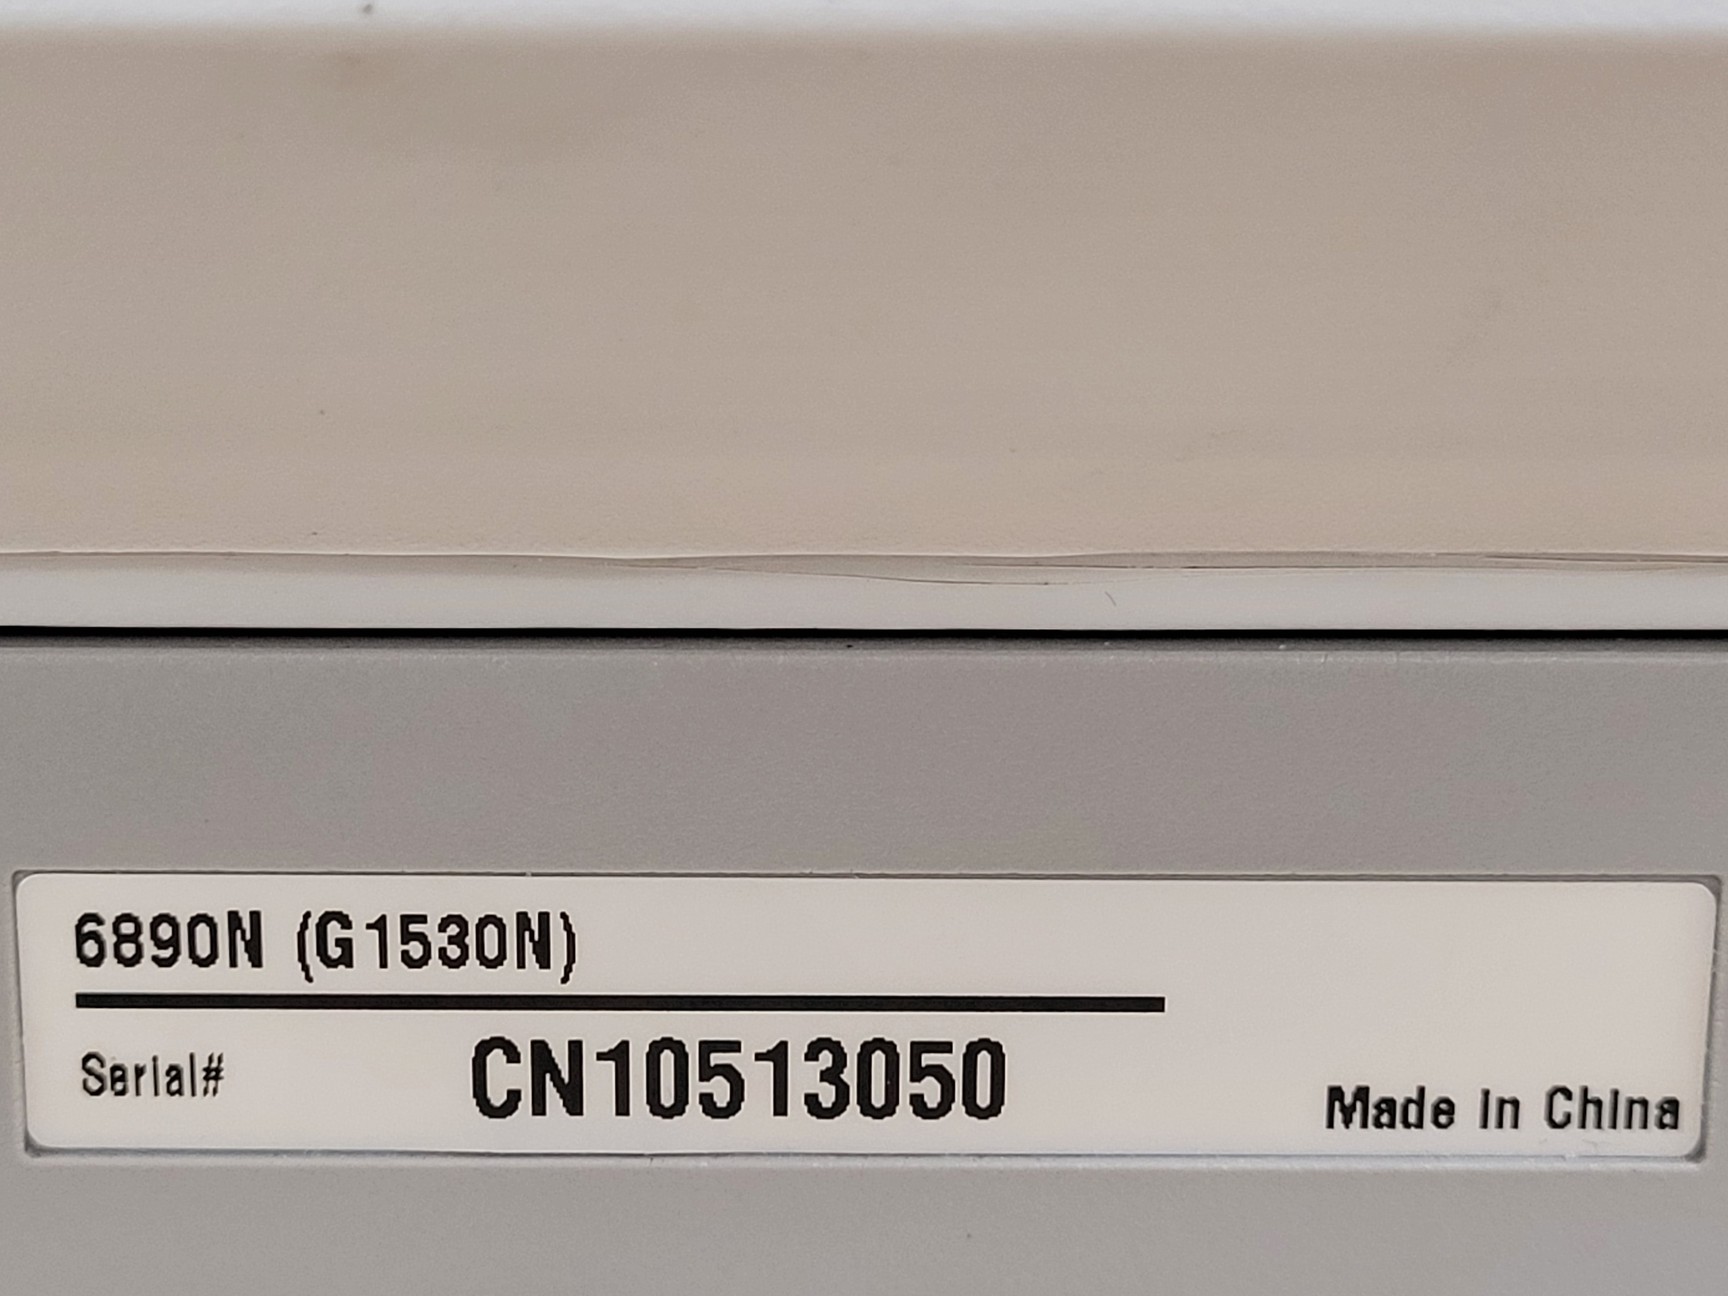 6890N (G1530N)
Serial# CN10513050
Made in China